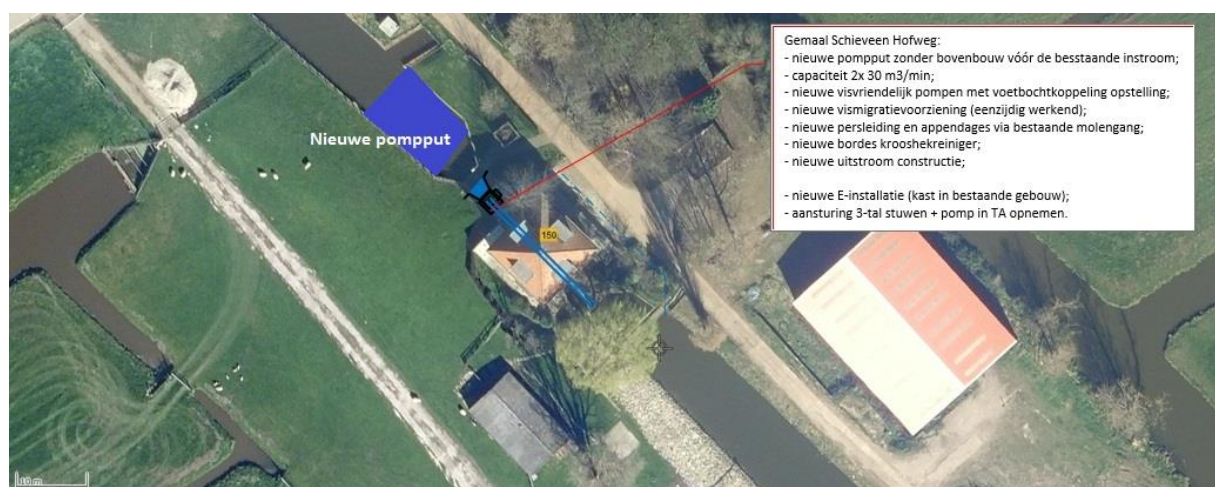 Gemaal Schieveen Hofweg:
- nieuwe pompput zonder bovenbouw vóór de besstaande instroom;
- capaciteit 2x 30 m3/min;
- nieuwe visvriendelijk pompen met voetbochtkoppeling opstelling;
- nieuwe vismigratievoorziening (eenzijdig werkend);
- nieuwe persleiding en appendages via bestaande molengang;
- nieuwe bordes krooshekreiniger;
- nieuwe uitstroom constructie;
- nieuwe E-installatie (kast in bestaande gebouw);
- aansturing 3-tal stuwen + pomp in TA opnemen.
Nieuwe pompput
150
10 m